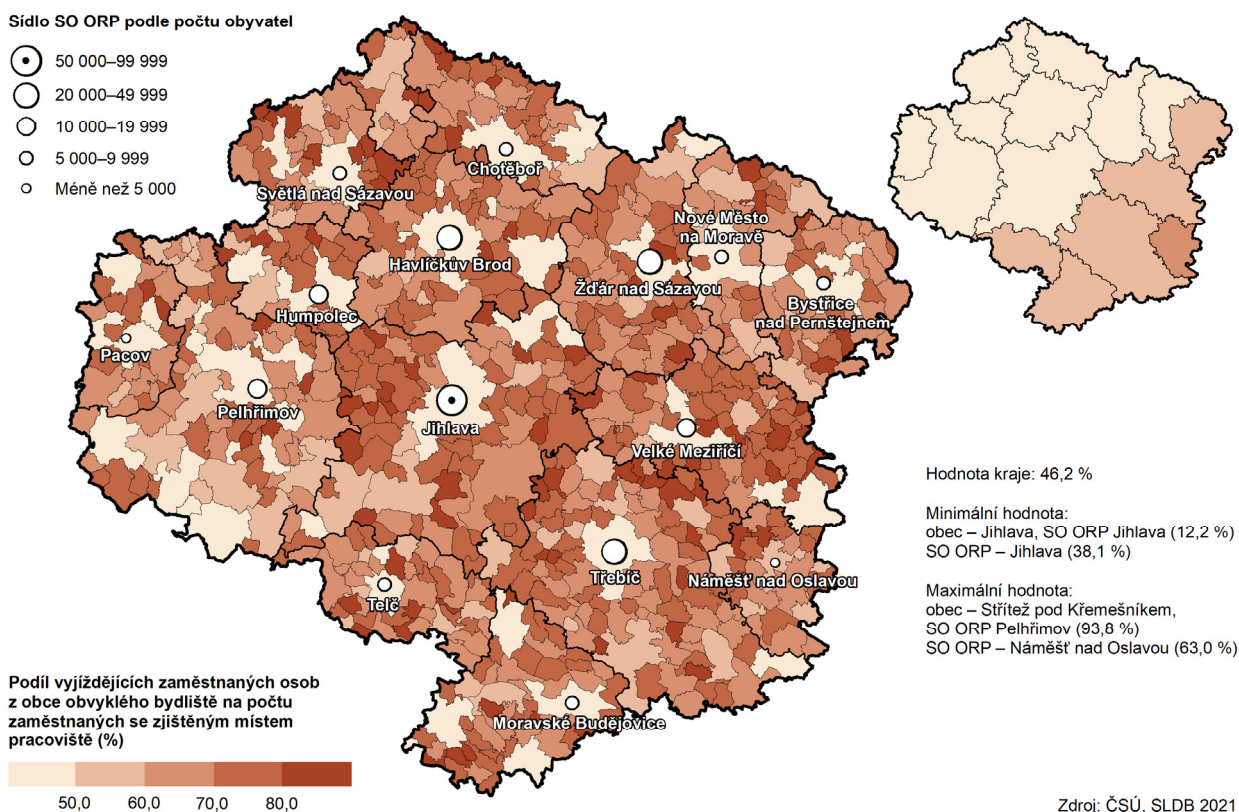 Sídlo SO ORP podle počtu obyvatel
50 000–99 999
20 000–49 999
10 000–19 999
5 000–9 999
Méně než 5 000
Chotěboř
Světlá nad Sázavou
Nové Město
na Moravě
Havlíčkův Brod
Žďár nad Sázavou
Bystřice
nad Pernštejnem
Humpolec
Pacov
Pelhřimov
Jihlava
Velké Meziříčí
Třebíč
Náměšť nad Oslavou
Telč
Moravské Budějovice
Hodnota kraje: 46,2 %
Minimální hodnota:
obec – Jihlava, SO ORP Jihlava (12,2 %)
SO ORP – Jihlava (38,1 %)
Maximální hodnota:
obec – Střítež pod Křemešníkem,
SO ORP Pelhřimov (93,8 %)
SO ORP – Náměšť nad Oslavou (63,0 %)
Podíl vyjíždějících zaměstnaných osob
z obce obvyklého bydliště na počtu
zaměstnaných se zjištěným místem
pracoviště (%)
50,0 60,0 70,0 80,0
Zdroj: ČSÚ, SLDB 2021